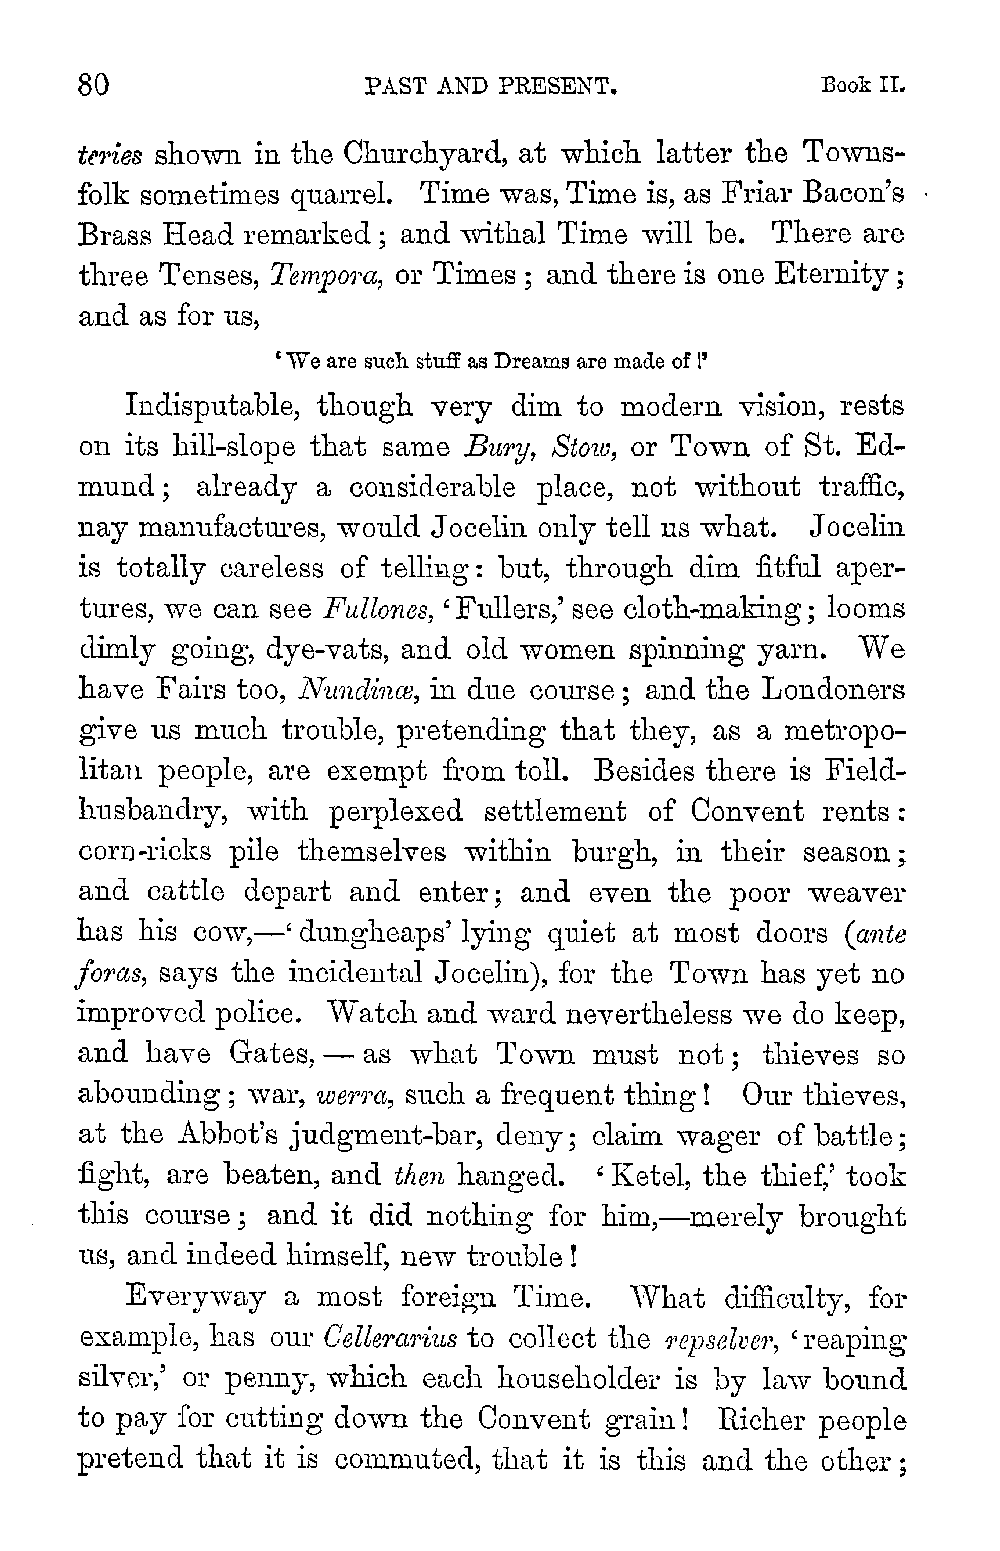 80 PAST AND PRESENT. Book II.
teries shown in the Churchyard, at which latter the Towns-
folk sometimes quarrel. Time was, Time is, as Friar Bacon's
Brass Head remarked; and withal Time will be. There are
three Tenses, Tempora, or Times; and there is one Eternity;
and as for us,
‘We are such stuff as Dreams are made of!’
Indisputable, though very dim to modern vision, rests
on its hill-slope that same Bury, Stow, or Town of St. Ed-
mund; already a considerable place, not without traffic,
nay manufactures, would Jocelin only tell us what. Jocelin
is totally careless of telling: but, through dim fitful aper-
tures, we can see Fullones, ‘Fullers,’ see cloth-making; looms
dimly going, dye-vats, and old women spinning yarn. We
have Fairs too, Nundinæ, in due course; and the Londoners
give us much trouble, pretending that they, as a metropo-
litan people, are exempt from toll. Besides there is Field-
husbandry, with perplexed settlement of Convent rents:
corn-ricks pile themselves within burgh, in their season;
and cattle depart and enter; and even the poor weaver
has his cow,—‘dungheaps’ lying quiet at most doors (ante
foras, says the incidental Jocelin), for the Town has yet no
improved police. Watch and ward nevertheless we do keep,
and have Gates,—as what Town must not; thieves so
abounding; war, werra, such a frequent thing! Our thieves,
at the Abbot's judgment-bar, deny; claim wager of battle;
fight, are beaten, and then hanged. ‘Ketel, the thief,’ took
this course; and it did nothing for him,—merely brought
us, and indeed himself, new trouble!
Everyway a most foreign Time. What difficulty, for
example, has our Cellerarius to collect the repselver, ‘reaping
silver,’ or penny, which each householder is by law bound
to pay for cutting down the Convent grain! Richer people
pretend that it is commuted, that it is this and the other;